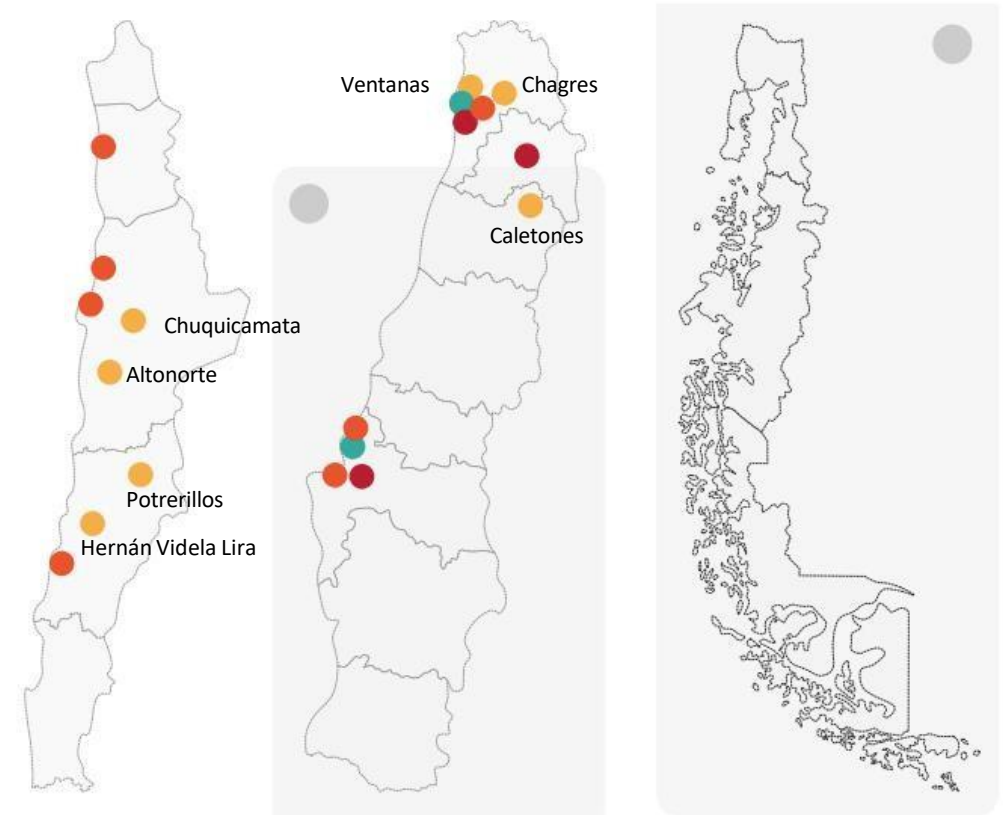 Ventanas
Chagres
Caletones
Chuquicamata
Altonorte
Potrerillos
Hernán Videla Lira